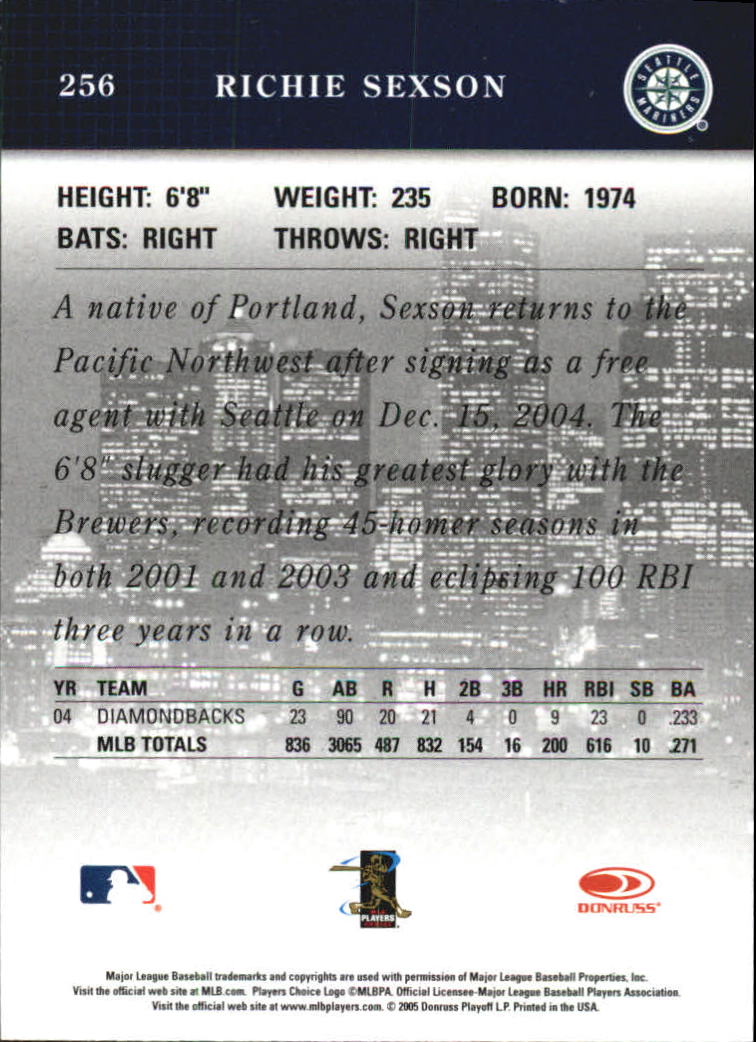 256 RICHIE SEXSON
SEATTLE
MARINERS
HEIGHT: 6'8" WEIGHT: 235 BORN: 1974
BATS: RIGHT THROWS: RIGHT
A native of Portland, Sexson returns to the
Pacific Northwest after signing as a free
agent with Seattle on Dec. 15, 2004. The
6'8" slugger had his greatest glory with the
Brewers, recording 45-homer seasons in
both 2001 and 2003 and eclipsing 100 RBI
three years in a row.
YR TEAM G AB R H 2B 3B HR RBI SB BA
04 DIAMONDBACKS 23 90 20 21 4 0 9 23 0 .233
MLB TOTALS 836 3065 487 832 154 16 200 616 10 .271
PLAYERS
DONRUSS
Major League Baseball trademarks and copyrights are used with permission of Major League Baseball Properties, Inc.
Visit the official web site at MLB.com. Players Choice Logo ©MLBPA. Official Licensee-Major League Baseball Players Association.
Visit the official web site at www.mlbplayers.com. © 2005 Donruss Playoff L.P. Printed in the USA.